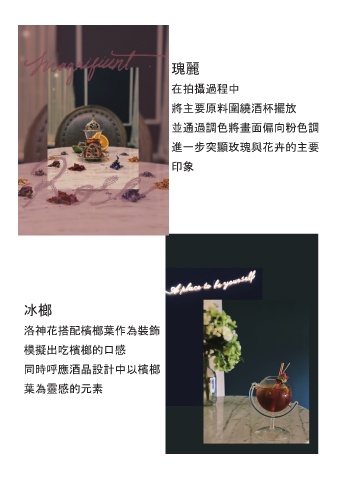 Magnificent
Rose
瑰麗
在拍攝過程中
將主要原料圍繞酒杯擺放
並通過調色將畫面偏向粉色調
進一步突顯玫瑰與花卉的主要
印象
A place to be yourself
冰榔
洛神花搭配檳榔葉作為裝飾
模擬出吃檳榔的口感
同時呼應酒品設計中以檳榔
葉為靈感的元素